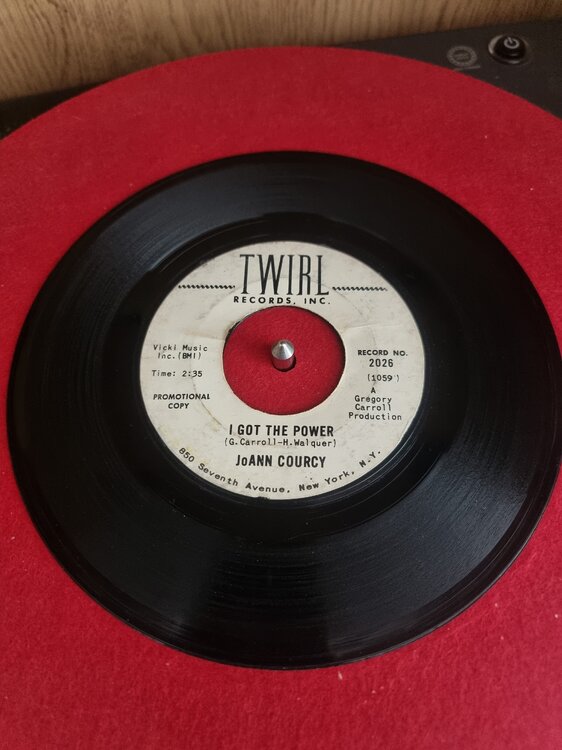 TWIRL
RECORDS, INC.
Vicki Music
Inc.(BMI)
Time: 2:35
PROMOTIONAL
COPY
RECORD NO.
2026
(1059)
A
Gregory
Carroll
Production
I GOT THE POWER
(G.Carroll-H.Walquer)
JoANN COURCY
850 Seventh Avenue, New York, N.Y.